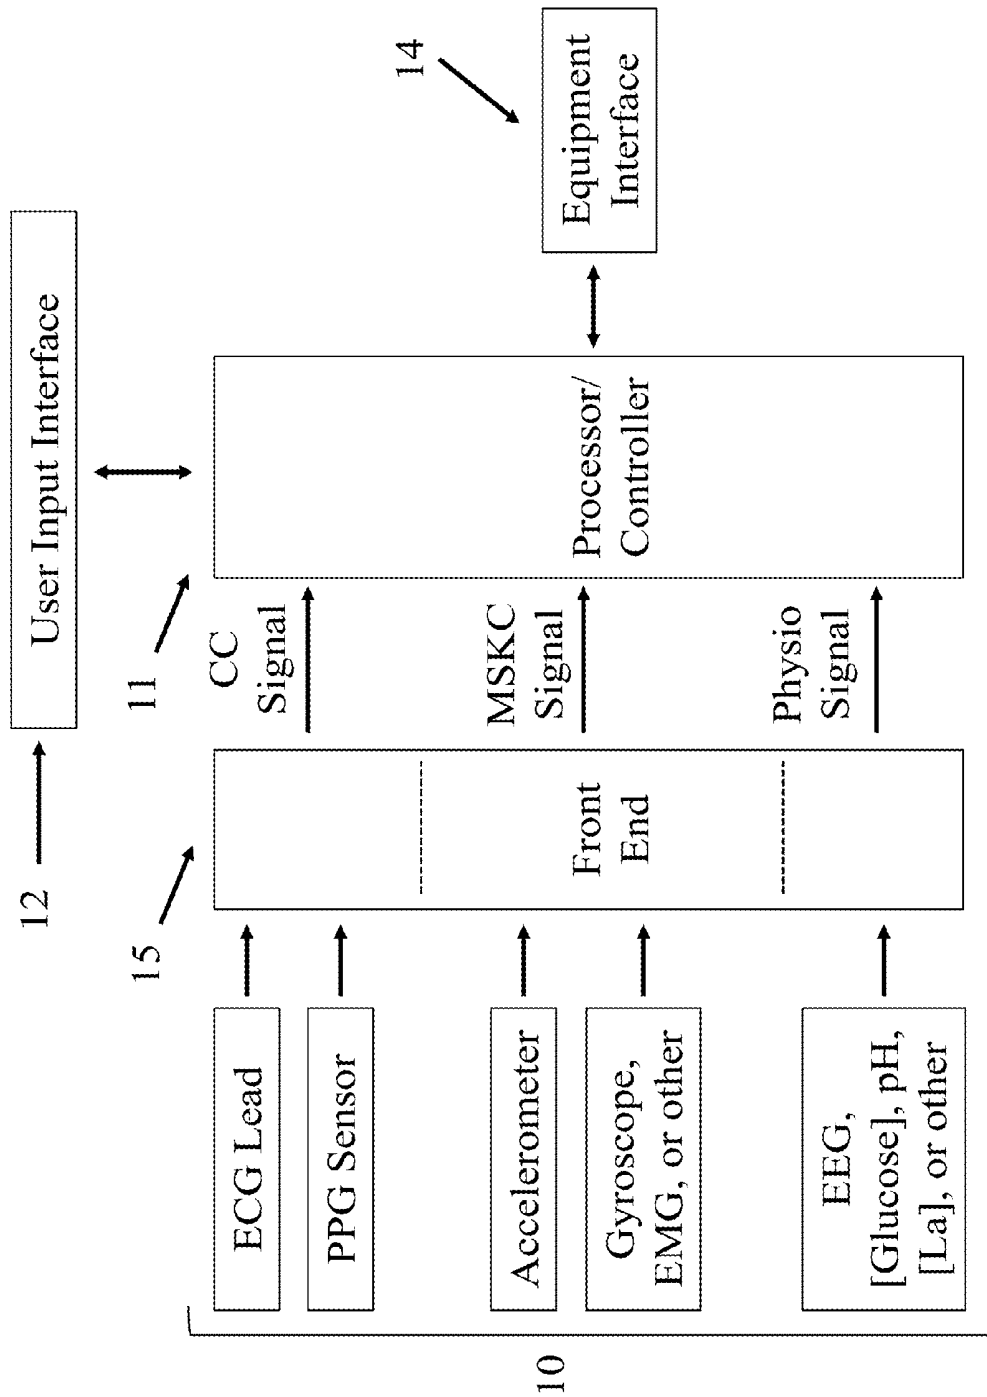 12
User Input Interface
15
11
14
ECG Lead
PPG Sensor
Accelerometer
Gyroscope,
EMG, or other
EEG,
[Glucose], pH,
[La], or other
10
Front
End
CC
Signal
MSKC
Signal
Physio
Signal
Processor/
Controller
Equipment
Interface